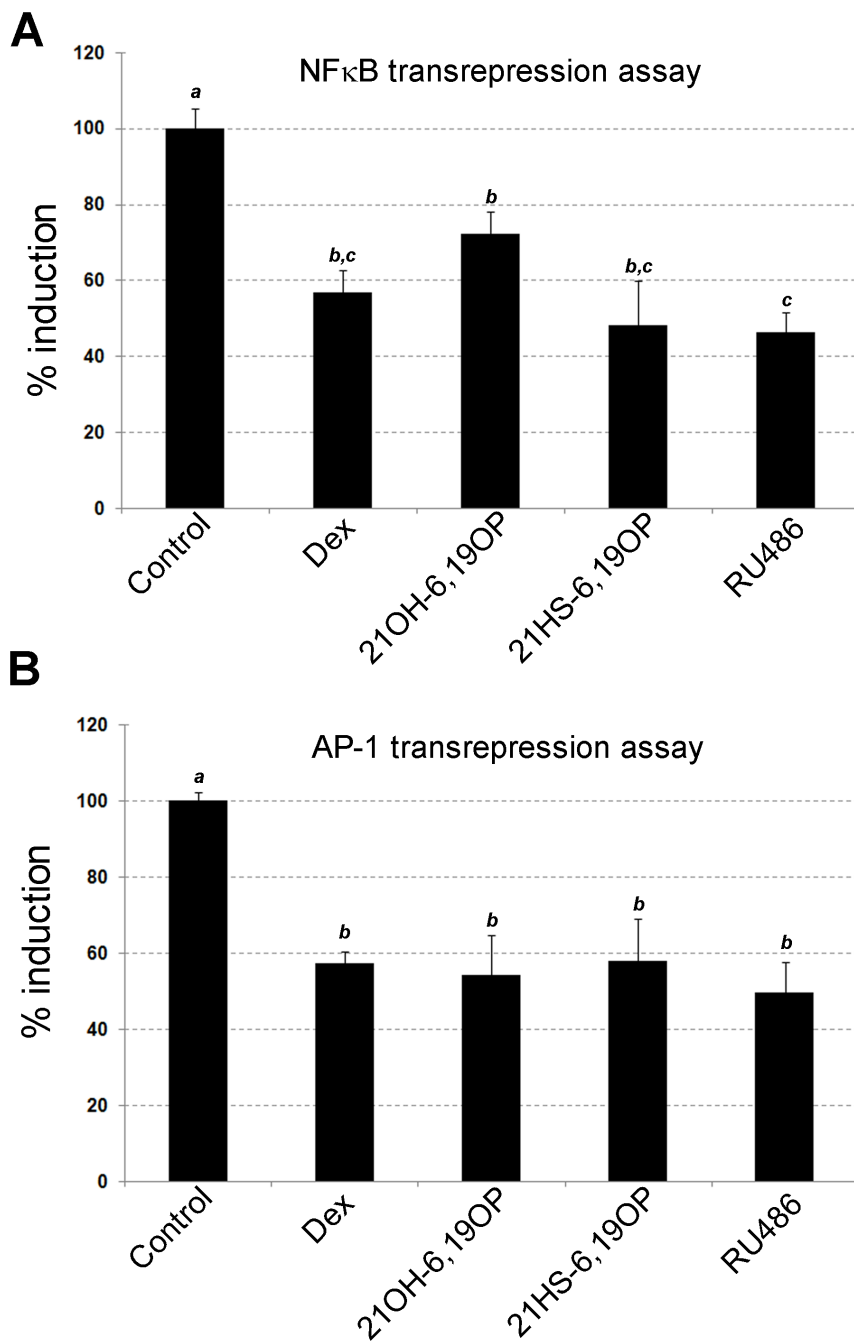 A
NFκB transrepression assay
% induction
120
100
80
60
40
20
0
a
b,c
b
b,c
c
Control
Dex
21OH-6,19OP
21HS-6,19OP
RU486
B
AP-1 transrepression assay
% induction
120
100
80
60
40
20
0
a
b
b
b
b
Control
Dex
21OH-6,19OP
21HS-6,19OP
RU486